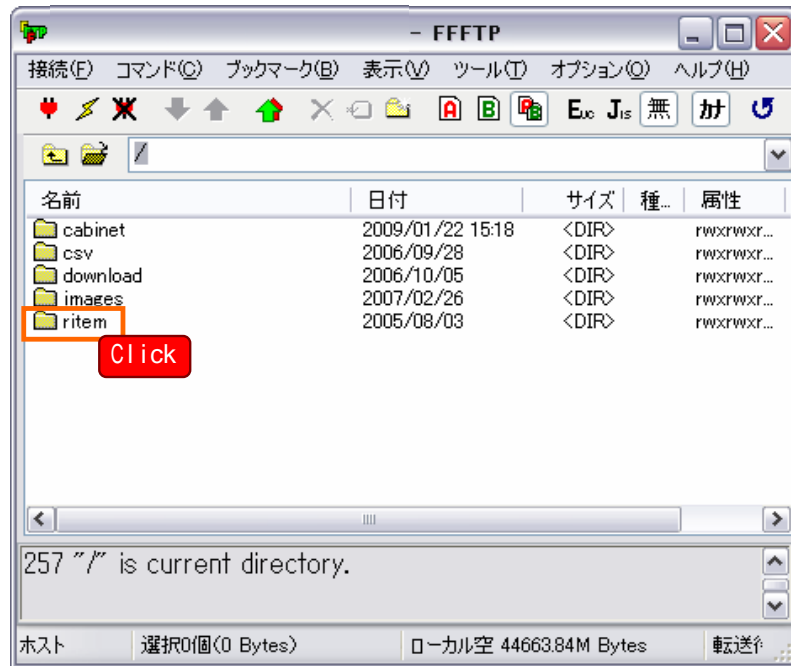 - FFFTP
接続(F) コマンド(C) ブックマーク(B) 表示(V) ツール(T) オプション(O) ヘルプ(H)
A B B Euc JIS 無 カナ
/
名前 日付 サイズ 種... 属性
cabinet 2009/01/22 15:18 <DIR> rwxrwxr...
csv 2006/09/28 <DIR> rwxrwxr...
download 2006/10/05 <DIR> rwxrwxr...
images 2007/02/26 <DIR> rwxrwxr...
ritem 2005/08/03 <DIR> rwxrwxr...
Click
257 "/" is current directory.
ホスト 選択0個(0 Bytes) ローカル空 44663.84M Bytes 転送